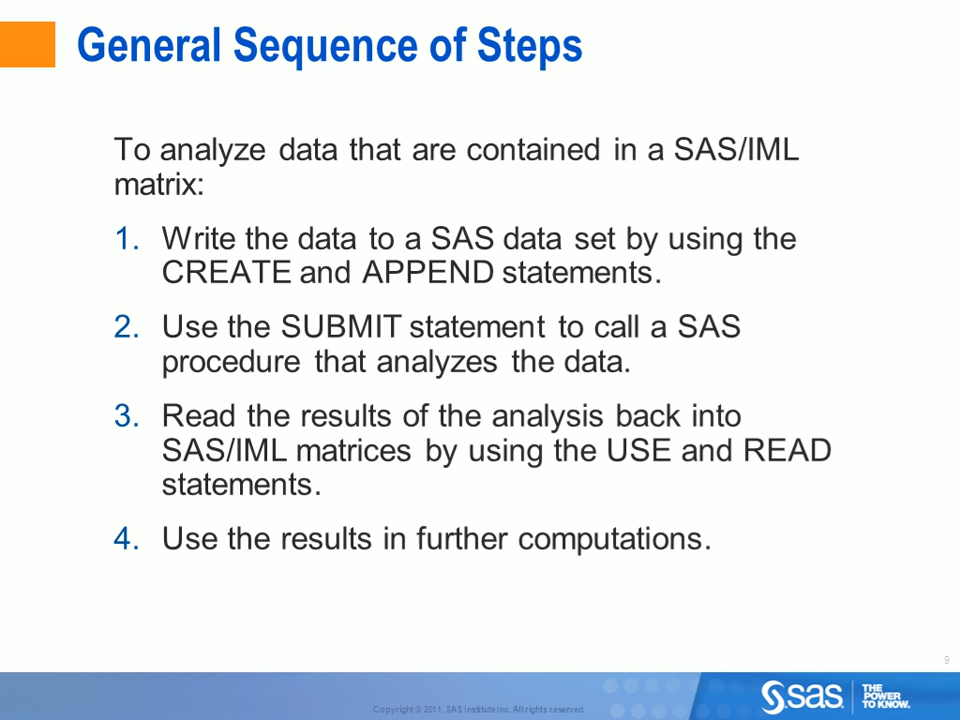 General Sequence of Steps
To analyze data that are contained in a SAS/IML
matrix:
1. Write the data to a SAS data set by using the
CREATE and APPEND statements.
2. Use the SUBMIT statement to call a SAS
procedure that analyzes the data.
3. Read the results of the analysis back into
SAS/IML matrices by using the USE and READ
statements.
4. Use the results in further computations.
9
Copyright © 2011, SAS Institute Inc. All rights reserved.
sas.
THE
POWER
TO KNOW.